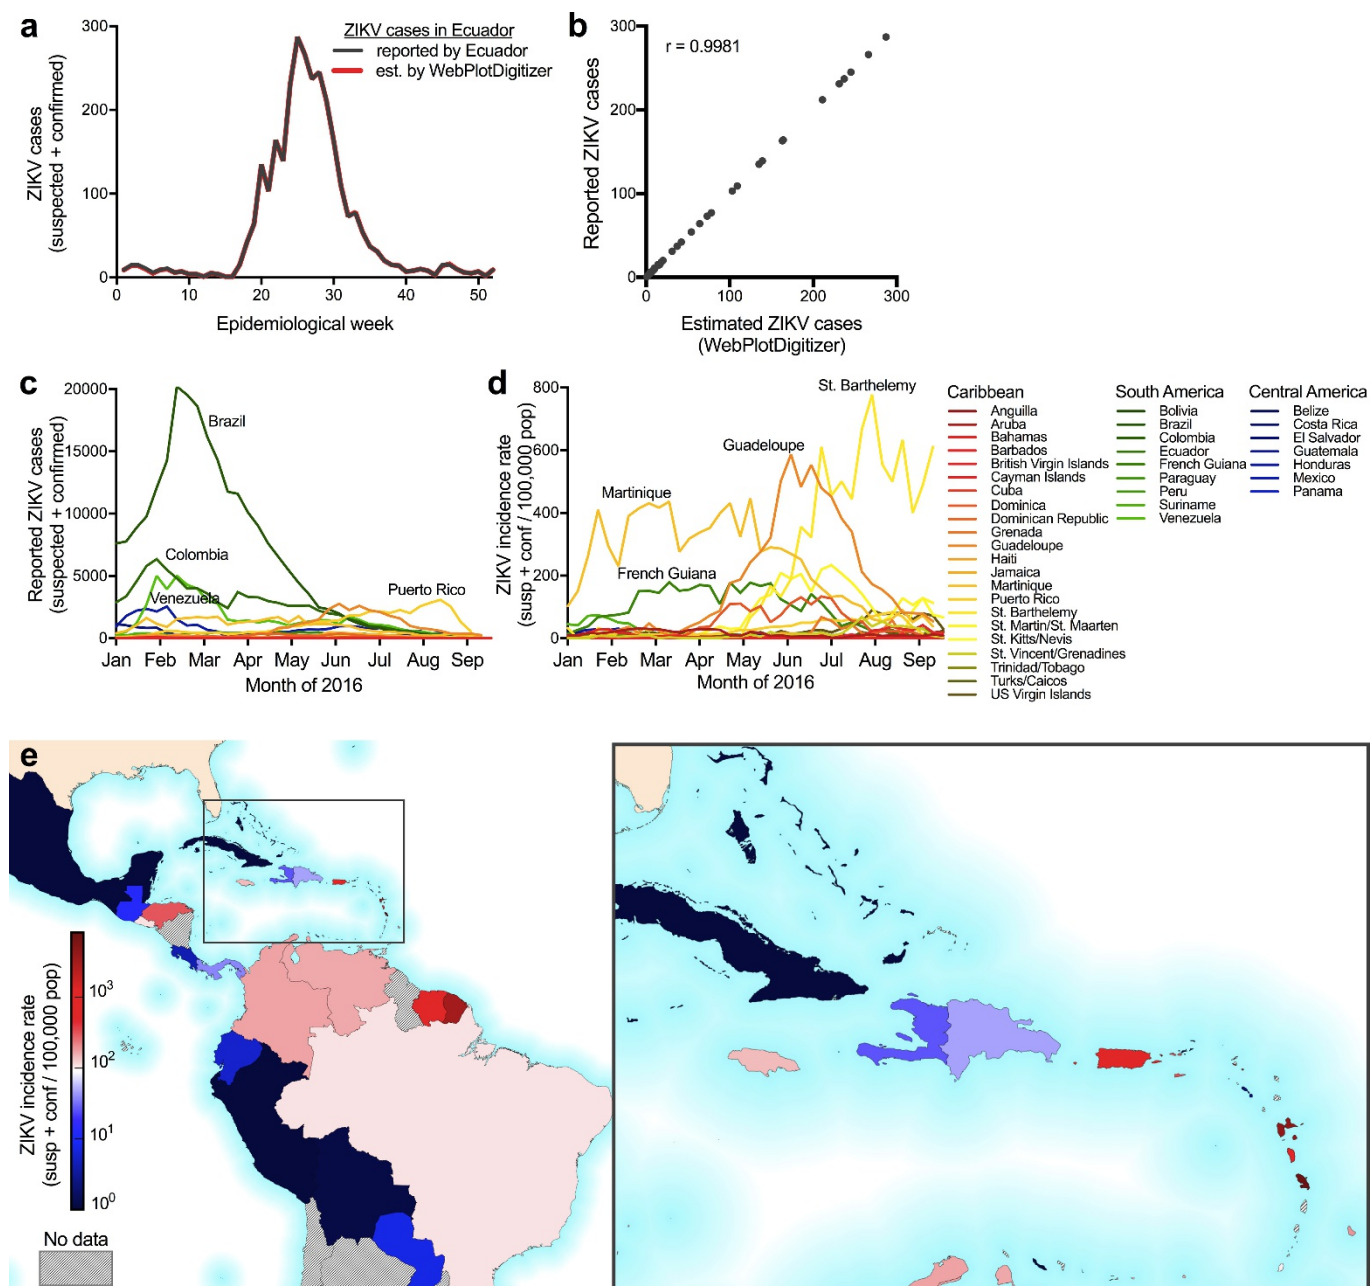 a
ZIKV cases
(suspected + confirmed)
300
200
100
0
0
10
20
30
40
50
Epidemiological week
ZIKV cases in Ecuador
reported by Ecuador
est. by WebPlotDigitizer
b
Reported ZIKV cases
300
200
100
0
r = 0.9981
0
100
200
300
Estimated ZIKV cases
(WebPlotDigitizer)
c
Reported ZIKV cases
(suspected + confirmed)
20000
15000
10000
5000
0
Brazil
Colombia
Venezuela
Puerto Rico
Jan
Feb
Mar
Apr
May
Jun
Jul
Aug
Sep
Month of 2016
d
ZIKV incidence rate
(susp + conf / 100,000 pop)
800
600
400
200
0
St. Barthelemy
Guadeloupe
Martinique
French Guiana
Jan
Feb
Mar
Apr
May
Jun
Jul
Aug
Sep
Month of 2016
Caribbean
Anguilla
Aruba
Bahamas
Barbados
British Virgin Islands
Cayman Islands
Cuba
Dominica
Dominican Republic
Grenada
Guadeloupe
Haiti
Jamaica
Martinique
Puerto Rico
St. Barthelemy
St. Martin/St. Maarten
St. Kitts/Nevis
St. Vincent/Grenadines
Trinidad/Tobago
Turks/Caicos
US Virgin Islands
South America
Bolivia
Brazil
Colombia
Ecuador
French Guiana
Paraguay
Peru
Suriname
Venezuela
Central America
Belize
Costa Rica
El Salvador
Guatemala
Honduras
Mexico
Panama
e
ZIKV incidence rate
(susp + conf / 100,000 pop)
10³
10²
10¹
10⁰
No data